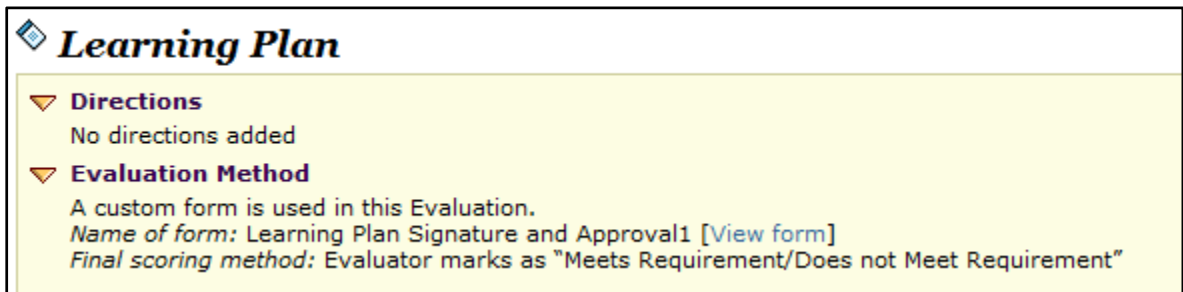 Learning Plan
Directions
No directions added
Evaluation Method
A custom form is used in this Evaluation.
Name of form: Learning Plan Signature and Approval1 [View form]
Final scoring method: Evaluator marks as “Meets Requirement/Does not Meet Requirement”